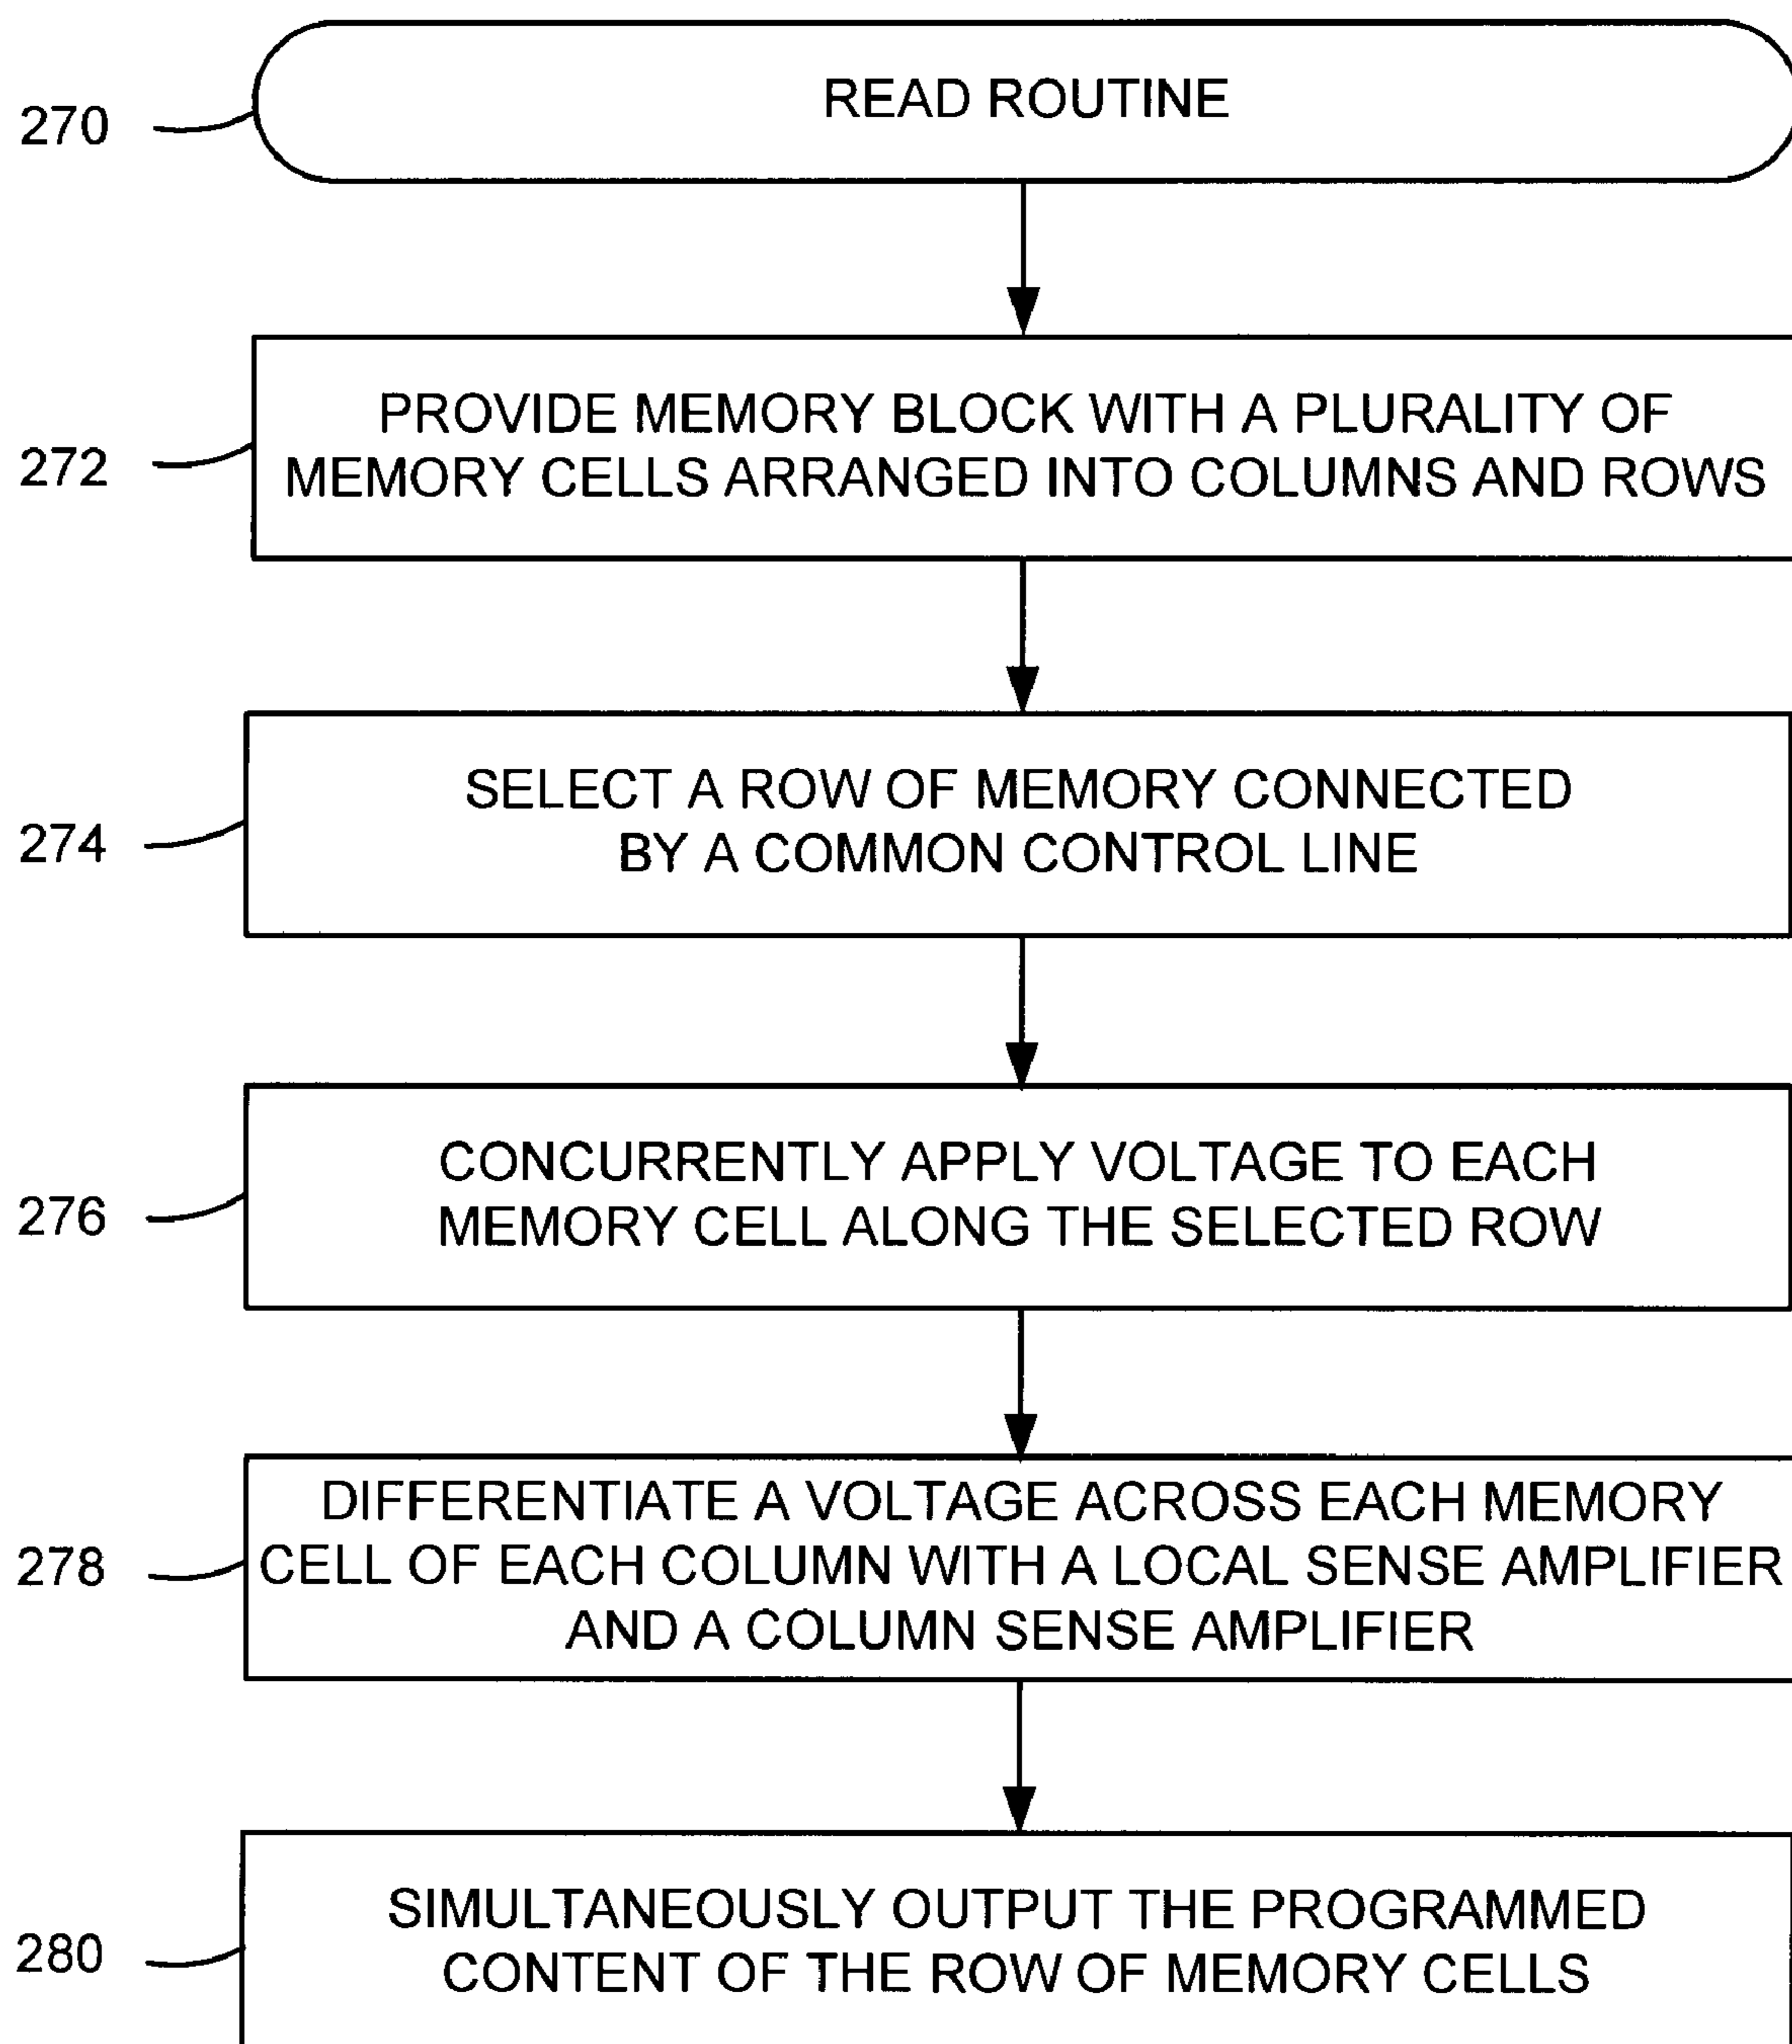 270
READ ROUTINE
272
PROVIDE MEMORY BLOCK WITH A PLURALITY OF
MEMORY CELLS ARRANGED INTO COLUMNS AND ROWS
274
SELECT A ROW OF MEMORY CONNECTED
BY A COMMON CONTROL LINE
276
CONCURRENTLY APPLY VOLTAGE TO EACH
MEMORY CELL ALONG THE SELECTED ROW
278
DIFFERENTIATE A VOLTAGE ACROSS EACH MEMORY
CELL OF EACH COLUMN WITH A LOCAL SENSE AMPLIFIER
AND A COLUMN SENSE AMPLIFIER
280
SIMULTANEOUSLY OUTPUT THE PROGRAMMED
CONTENT OF THE ROW OF MEMORY CELLS